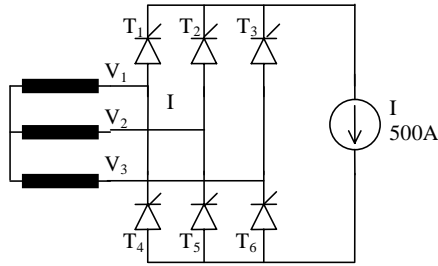 T₁ T₂ T₃
V₁
I
I
500A
V₂
V₃
T₄ T₅ T₆